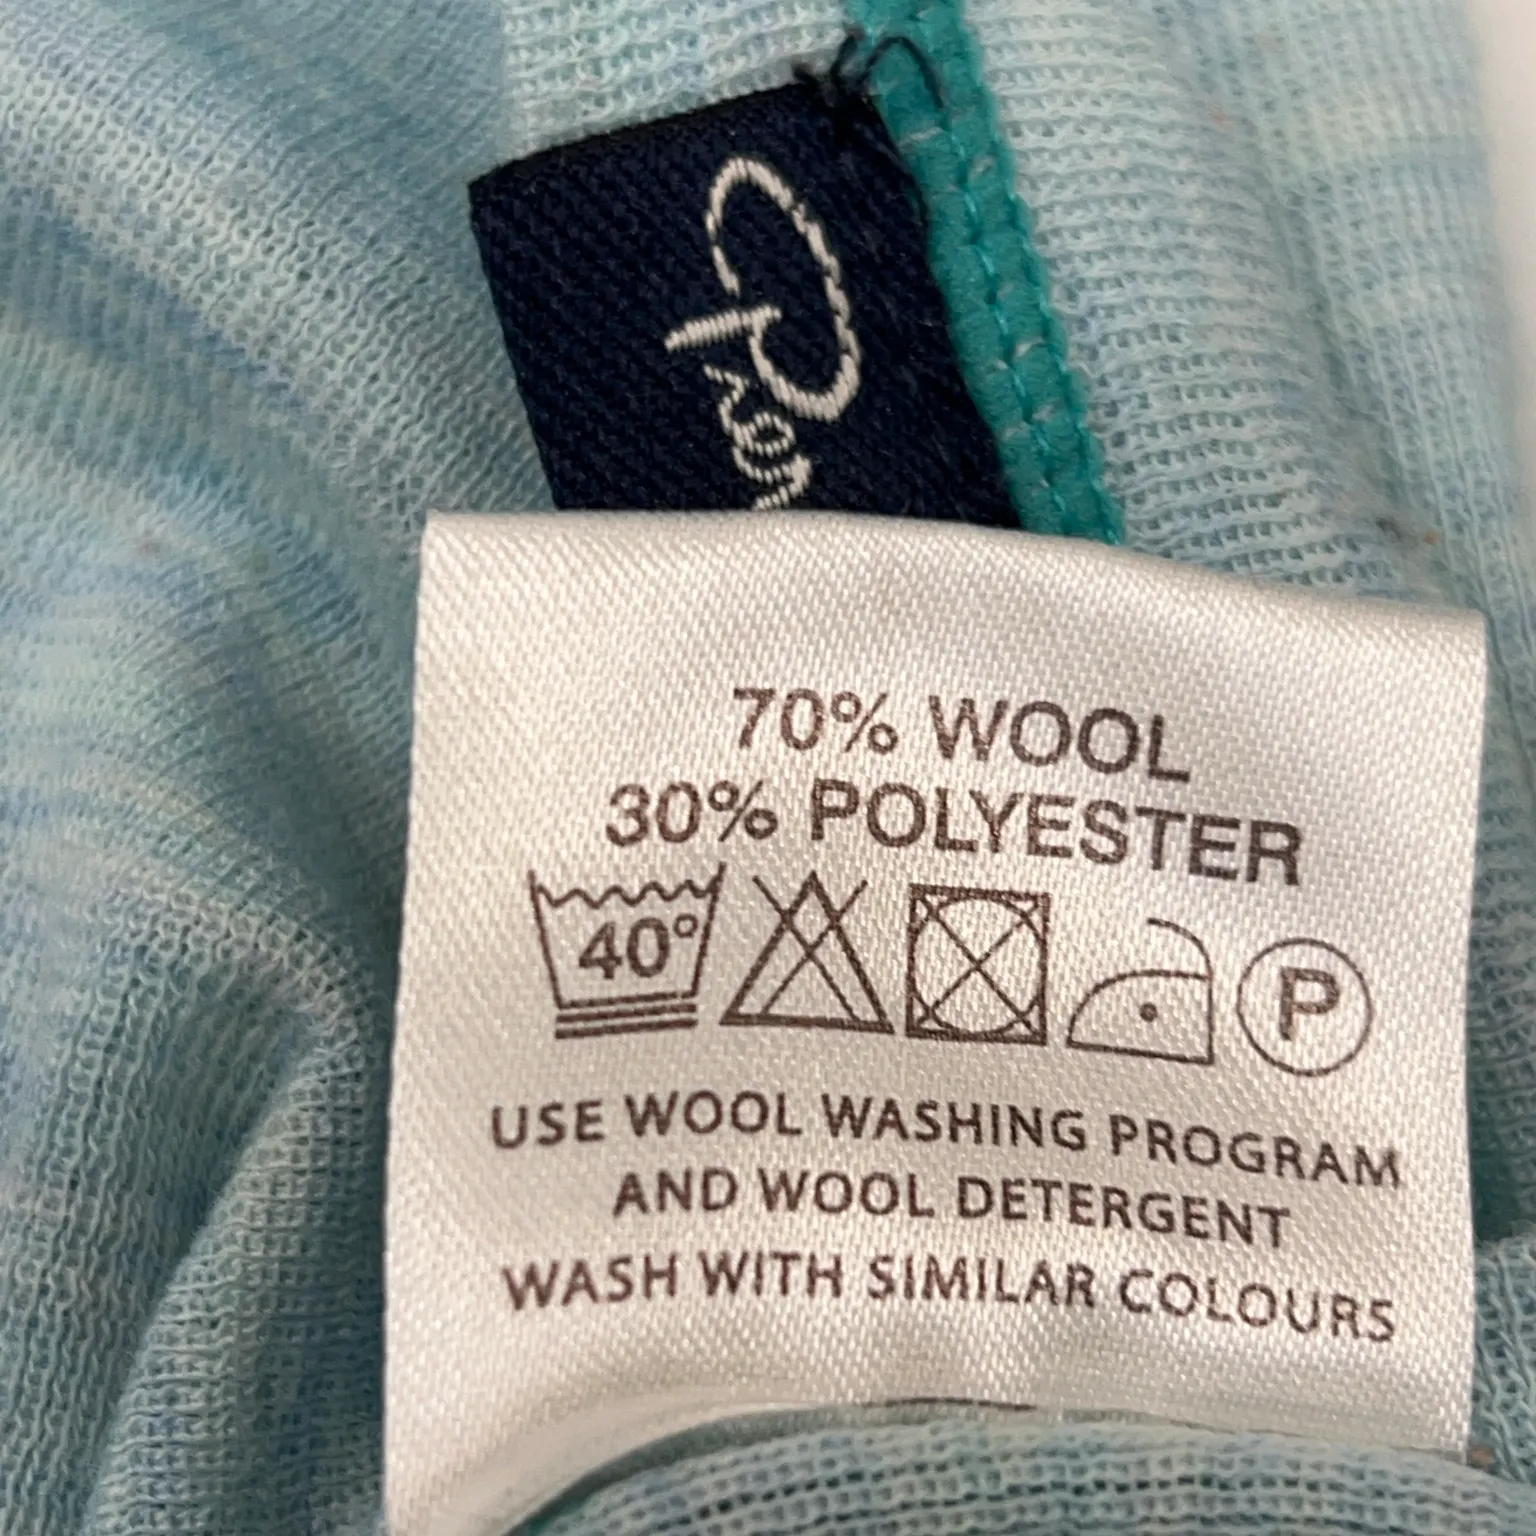 70% WOOL
30% POLYESTER
40°
P
USE WOOL WASHING PROGRAM
AND WOOL DETERGENT
WASH WITH SIMILAR COLOURS